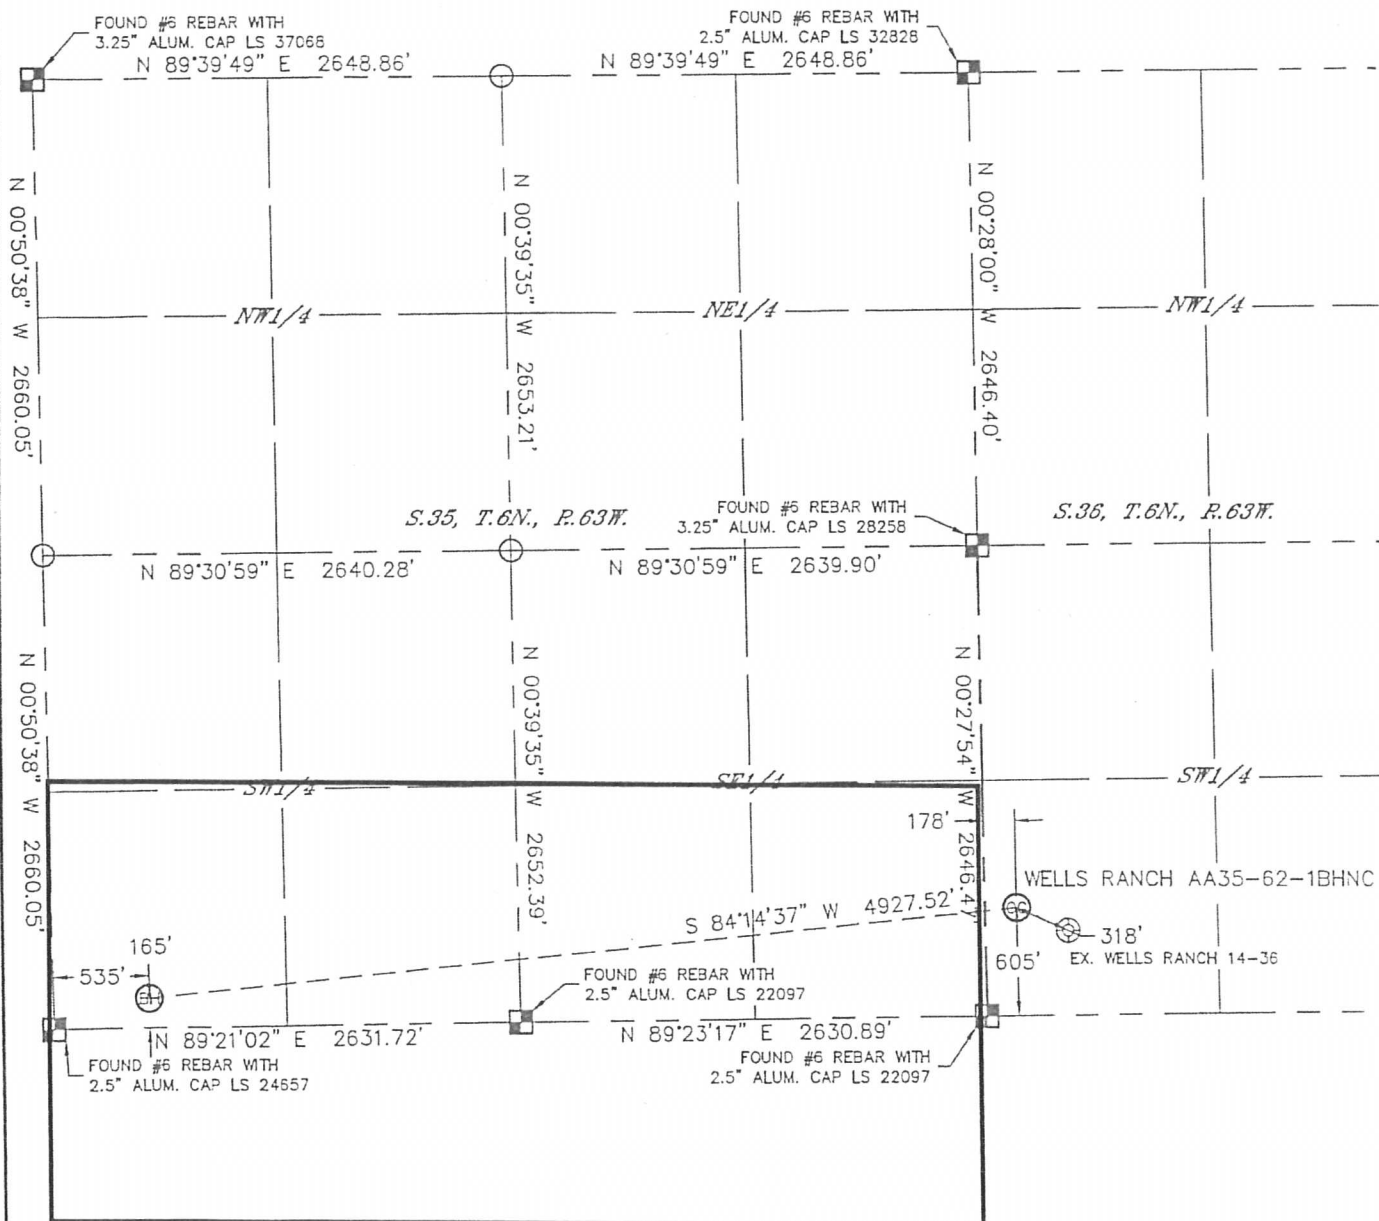 FOUND #6 REBAR WITH
3.25" ALUM. CAP LS 37068
FOUND #6 REBAR WITH
2.5" ALUM. CAP LS 32828
N 89°39'49" E 2648.86'
N 89°39'49" E 2648.86'
N 00°50'38" W 2660.05'
N 00°39'35" W 2653.21'
N 00°28'00" W 2646.40'
NW1/4
NE1/4
NW1/4
S.35, T.6N., R.63W.
FOUND #6 REBAR WITH
3.25" ALUM. CAP LS 28258
S.36, T.6N., R.63W.
N 89°30'59" E 2640.28'
N 89°30'59" E 2639.90'
N 00°50'38" W 2660.05'
N 00°39'35" W 2652.39'
N 00°27'54" W 2646.4
SW1/4
SE1/4
SW1/4
178'
WELLS RANCH AA35-62-1BHNC
S 84°14'37" W 4927.52'
318'
EX. WELLS RANCH 14-36
605'
165'
535'
BH
FOUND #6 REBAR WITH
2.5" ALUM. CAP LS 22097
N 89°21'02" E 2631.72'
N 89°23'17" E 2630.89'
FOUND #6 REBAR WITH
2.5" ALUM. CAP LS 24657
FOUND #6 REBAR WITH
2.5" ALUM. CAP LS 22097